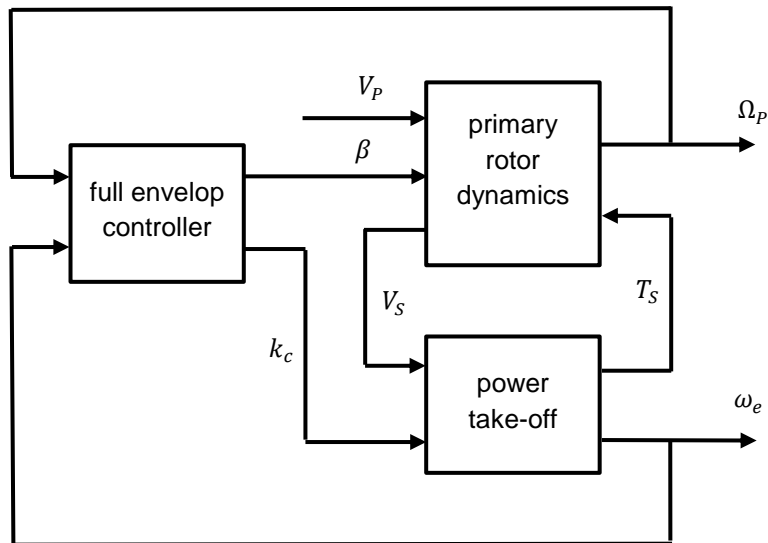 V_P
Ω_P
primary
rotor
dynamics
β
full envelop
controller
V_S
T_S
k_c
power
take-off
ω_e